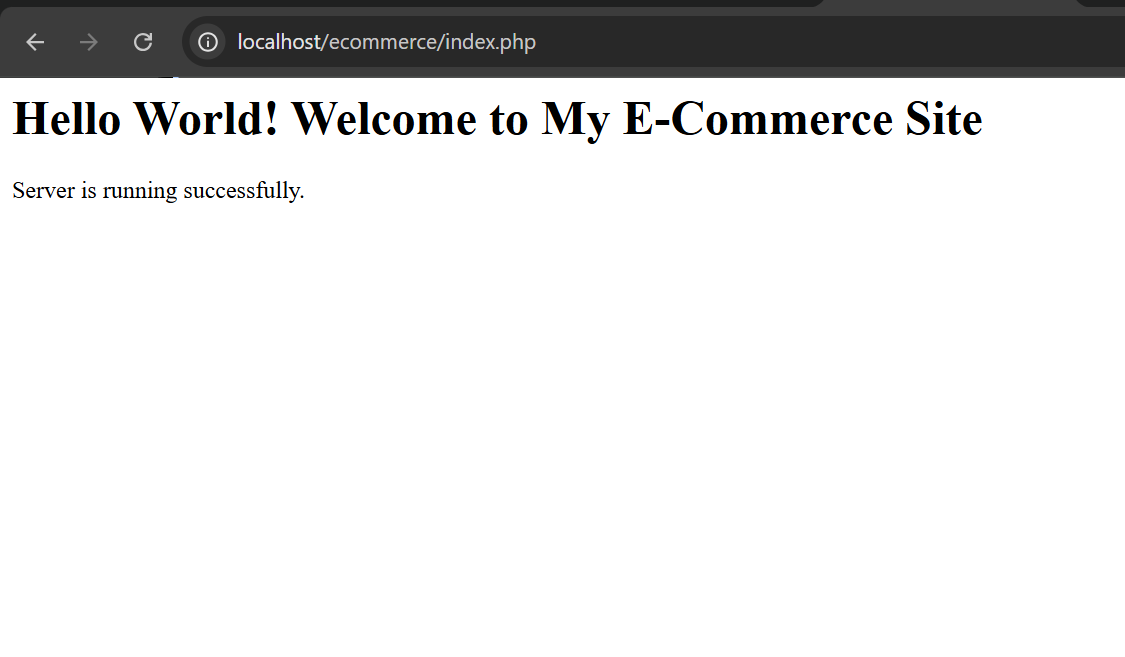 localhost/ecommerce/index.php
Hello World! Welcome to My E-Commerce Site
Server is running successfully.